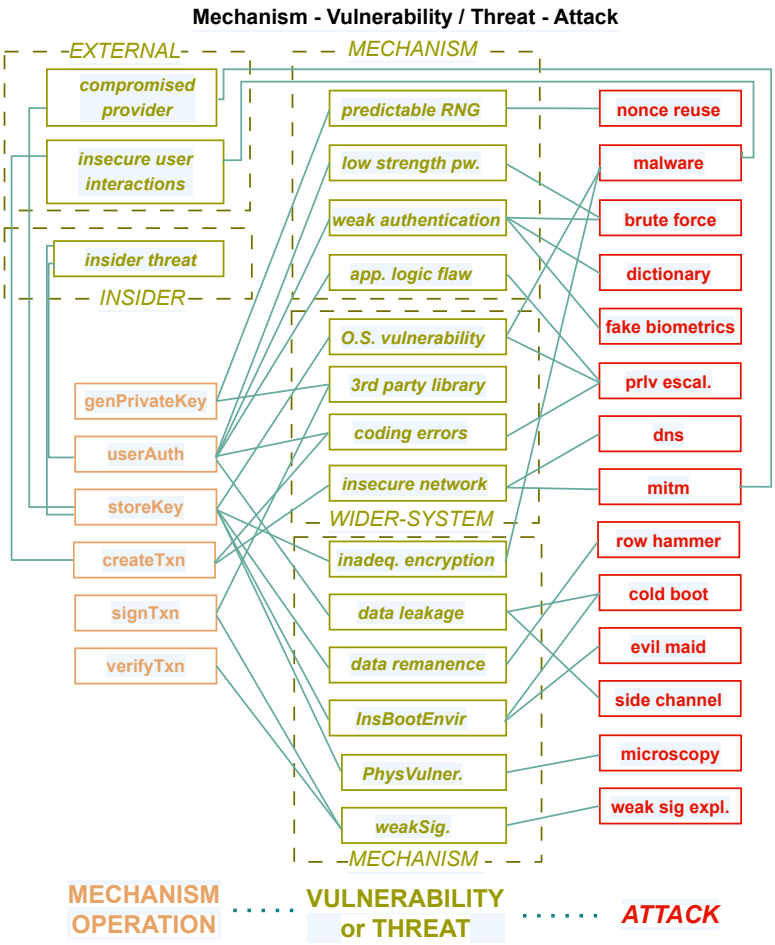 Mechanism - Vulnerability / Threat - Attack
EXTERNAL
compromised
provider
insecure user
interactions
insider threat
INSIDER
genPrivateKey
userAuth
storeKey
createTxn
signTxn
verifyTxn
MECHANISM
predictable RNG
low strength pw.
weak authentication
app. logic flaw
O.S. vulnerability
3rd party library
coding errors
insecure network
WIDER-SYSTEM
inadeq. encryption
data leakage
data remanence
InsBootEnvir
PhysVulner.
weakSig.
MECHANISM
nonce reuse
malware
brute force
dictionary
fake biometrics
prlv escal.
dns
mitm
row hammer
cold boot
evil maid
side channel
microscopy
weak sig expl.
MECHANISM
OPERATION
VULNERABILITY
or THREAT
ATTACK